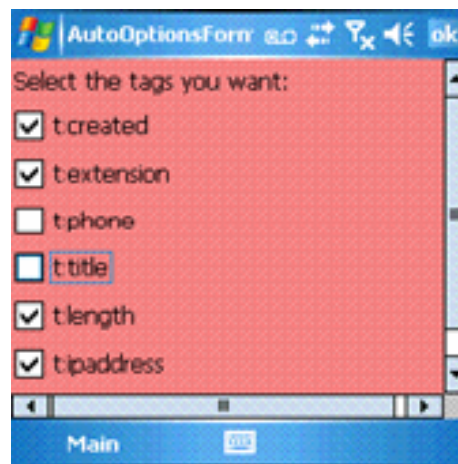 AutoOptionsForm ok
Select the tags you want:
t:created
t:extension
t:phone
t:title
t:length
t:ipaddress
Main